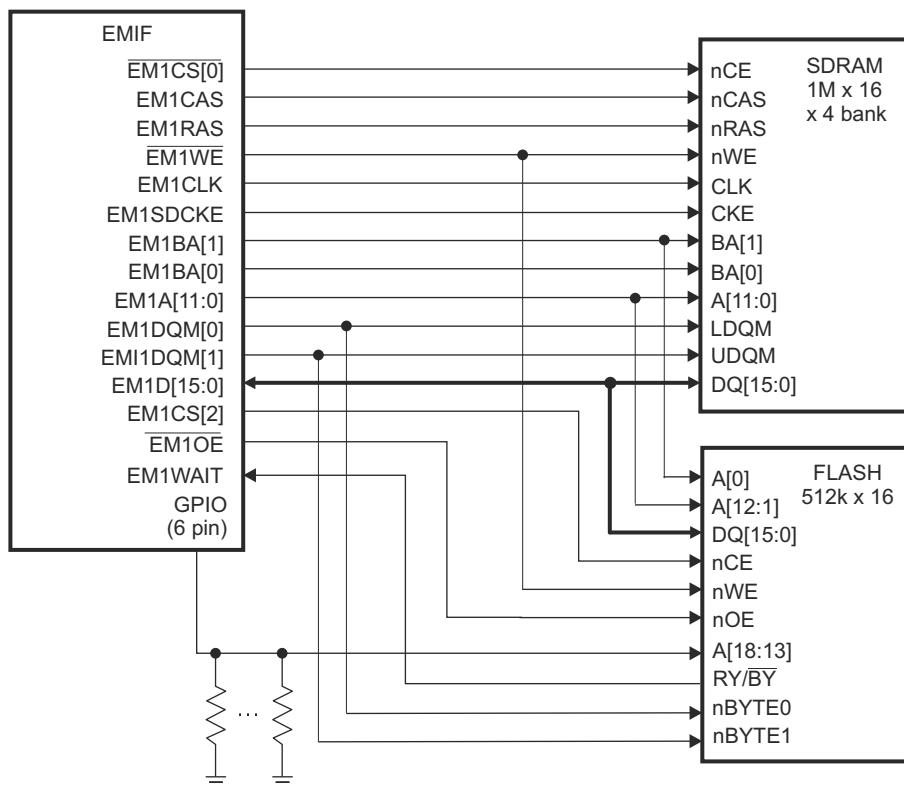 EMIF
EM1CS[0]
EM1CAS
EM1RAS
EM1WE
EM1CLK
EM1SDCKE
EM1BA[1]
EM1BA[0]
EM1A[11:0]
EM1DQM[0]
EMI1DQM[1]
EM1D[15:0]
EM1CS[2]
EM1OE
EM1WAIT
GPIO
(6 pin)
SDRAM
1M x 16
x 4 bank
nCE
nCAS
nRAS
nWE
CLK
CKE
BA[1]
BA[0]
A[11:0]
LDQM
UDQM
DQ[15:0]
FLASH
512k x 16
A[0]
A[12:1]
DQ[15:0]
nCE
nWE
nOE
A[18:13]
RY/BY
nBYTE0
nBYTE1
...